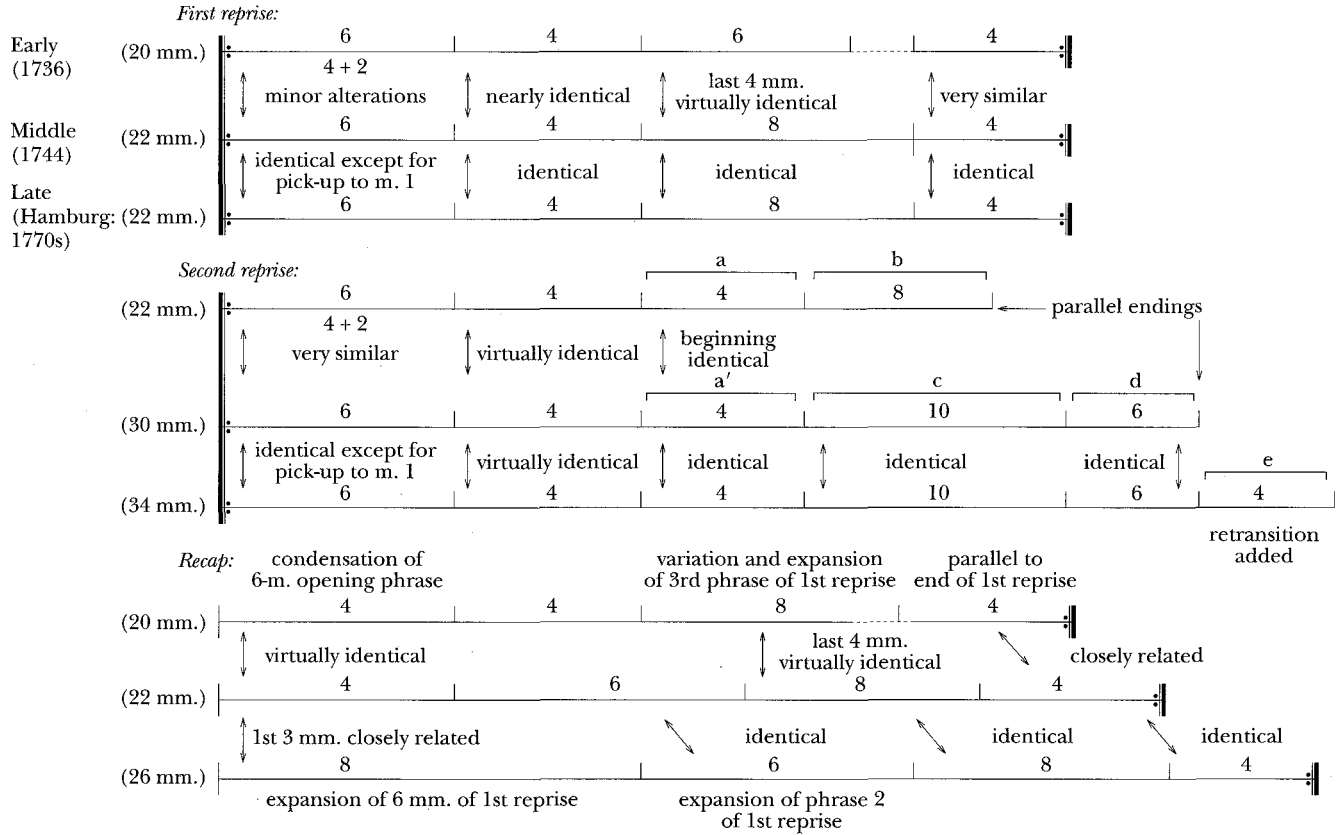 First reprise:
Early (20 mm.) 6 4 6 4
(1736) 4 + 2
minor alterations nearly identical last 4 mm. virtually identical very similar
Middle (22 mm.) 6 4 8 4
(1744)
identical except for pick-up to m. 1 identical identical identical
Late
(Hamburg: (22 mm.) 6 4 8 4
1770s)
Second reprise:
a b
(22 mm.) 6 4 4 8
4 + 2
parallel endings
very similar virtually identical beginning identical
a′ c d
(30 mm.) 6 4 4 10 6
identical except for pick-up to m. 1 virtually identical identical identical identical
e
(34 mm.) 6 4 4 10 6 4
retransition
added
Recap: condensation of variation and expansion parallel to
6-m. opening phrase of 3rd phrase of 1st reprise end of 1st reprise
(20 mm.) 4 4 8 4
virtually identical last 4 mm. virtually identical closely related
(22 mm.) 4 6 8 4
1st 3 mm. closely related identical identical identical
(26 mm.) 8 6 8 4
expansion of 6 mm. of 1st reprise expansion of phrase 2
of 1st reprise